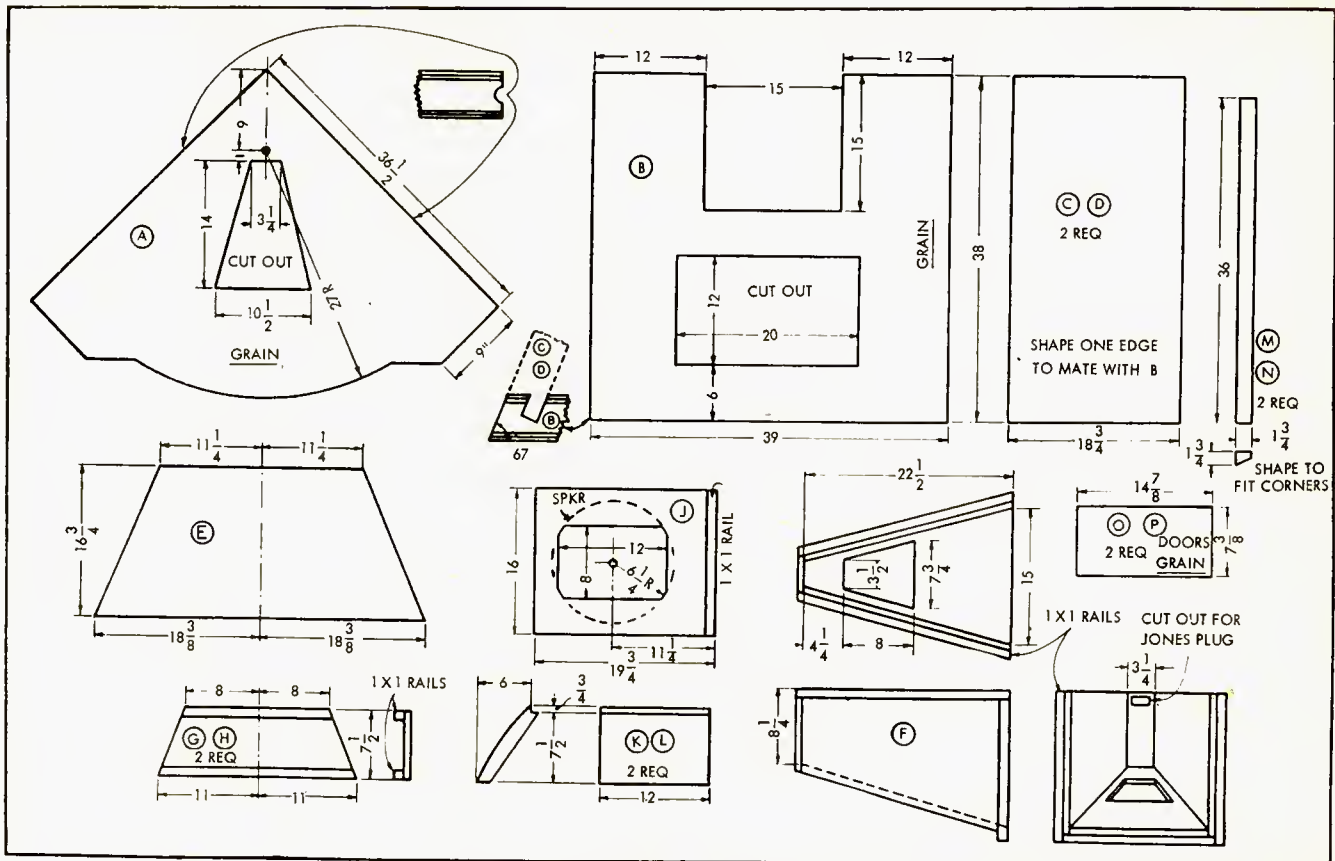 9
1
36 1/2
14
3 1/4
A
CUT OUT
10 1/2
27 R
GRAIN
9"
12
12
15
15
B
GRAIN
CUT OUT
12
20
6
39
C D
B
67
38
C D
2 REQ
SHAPE ONE EDGE
TO MATE WITH B
18 3/4
36
M
N
2 REQ
1 3/4
1 3/4
SHAPE TO
FIT CORNERS
11 1/4
11 1/4
16 3/4
E
18 3/8
18 3/8
SPKR
J
16
12
8
6 1/4 R
1 X 1 RAIL
11 1/4
19 3/4
22 1/2
3 1/2
7 3/4
15
4 1/4
8
1 X 1 RAILS
14 7/8
O P
2 REQ
DOORS
GRAIN
7 3/8
CUT OUT FOR
JONES PLUG
3 1/4
8
8
1 X 1 RAILS
G H
2 REQ
7 1/2
11
11
6
3/4
7 1/2
K L
2 REQ
12
8 1/4
F